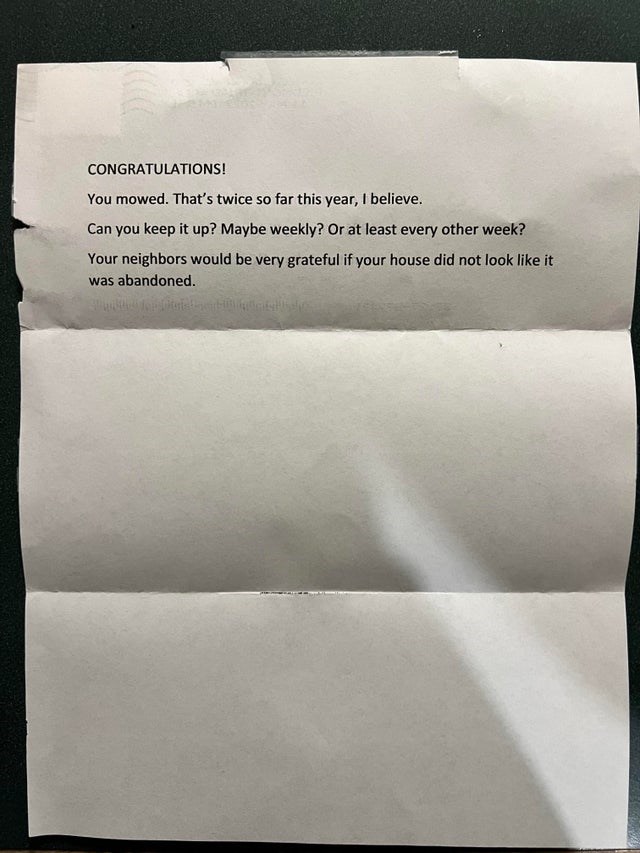 CONGRATULATIONS!
You mowed. That's twice so far this year, I believe.
Can you keep it up? Maybe weekly? Or at least every other week?
Your neighbors would be very grateful if your house did not look like it
was abandoned.